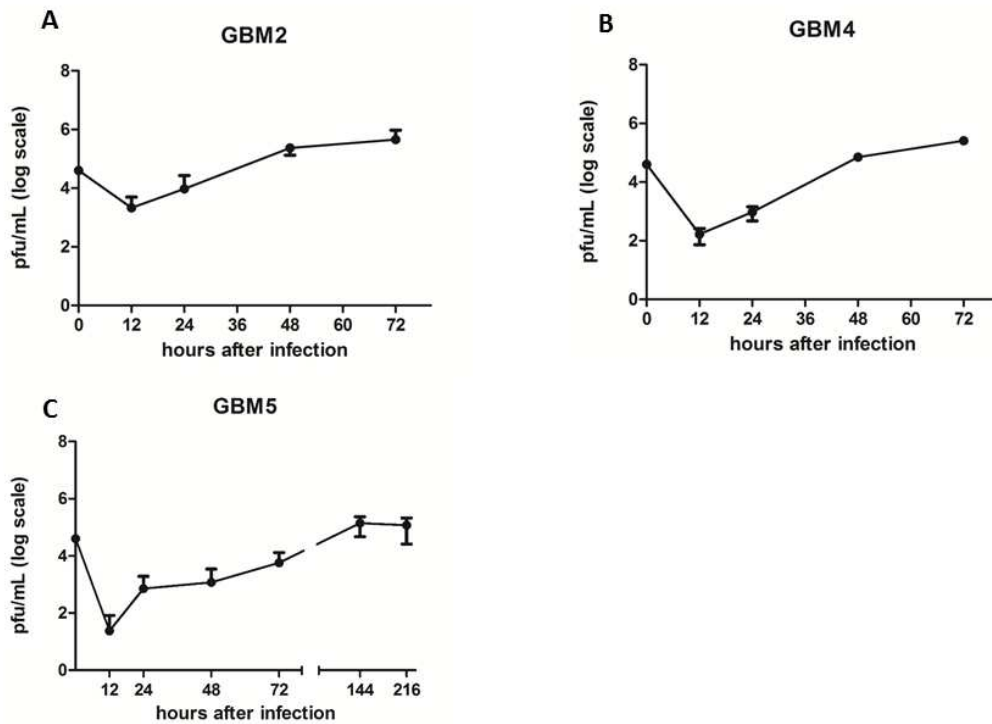 A
GBM2
pfu/mL (log scale)
8
6
4
2
0
0 12 24 36 48 60 72
hours after infection
B
GBM4
pfu/mL (log scale)
8
6
4
2
0
0 12 24 36 48 60 72
hours after infection
C
GBM5
pfu/mL (log scale)
8
6
4
2
0
12 24 48 72 144 216
hours after infection